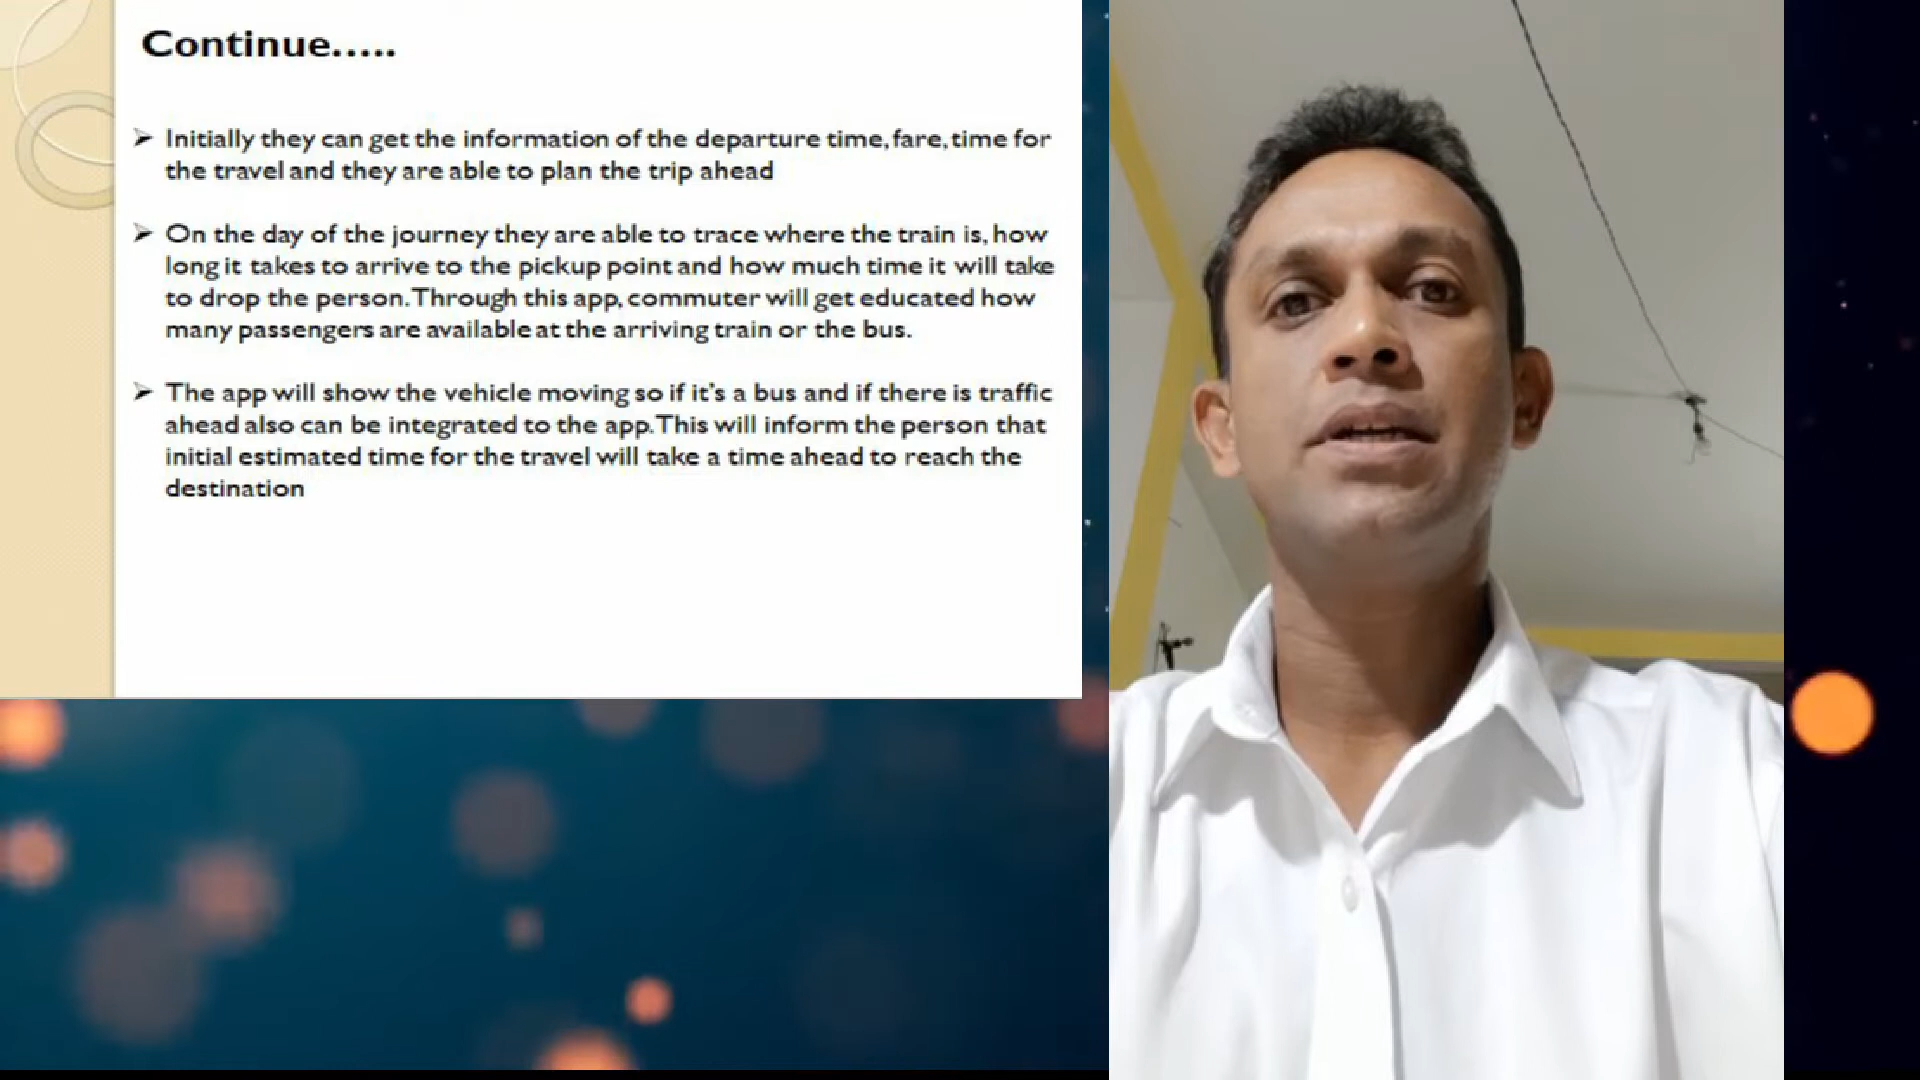 Continue.....
➢ Initially they can get the information of the departure time, fare, time for
the travel and they are able to plan the trip ahead
➢ On the day of the journey they are able to trace where the train is, how
long it takes to arrive to the pickup point and how much time it will take
to drop the person. Through this app, commuter will get educated how
many passengers are available at the arriving train or the bus.
➢ The app will show the vehicle moving so if it's a bus and if there is traffic
ahead also can be integrated to the app. This will inform the person that
initial estimated time for the travel will take a time ahead to reach the
destination